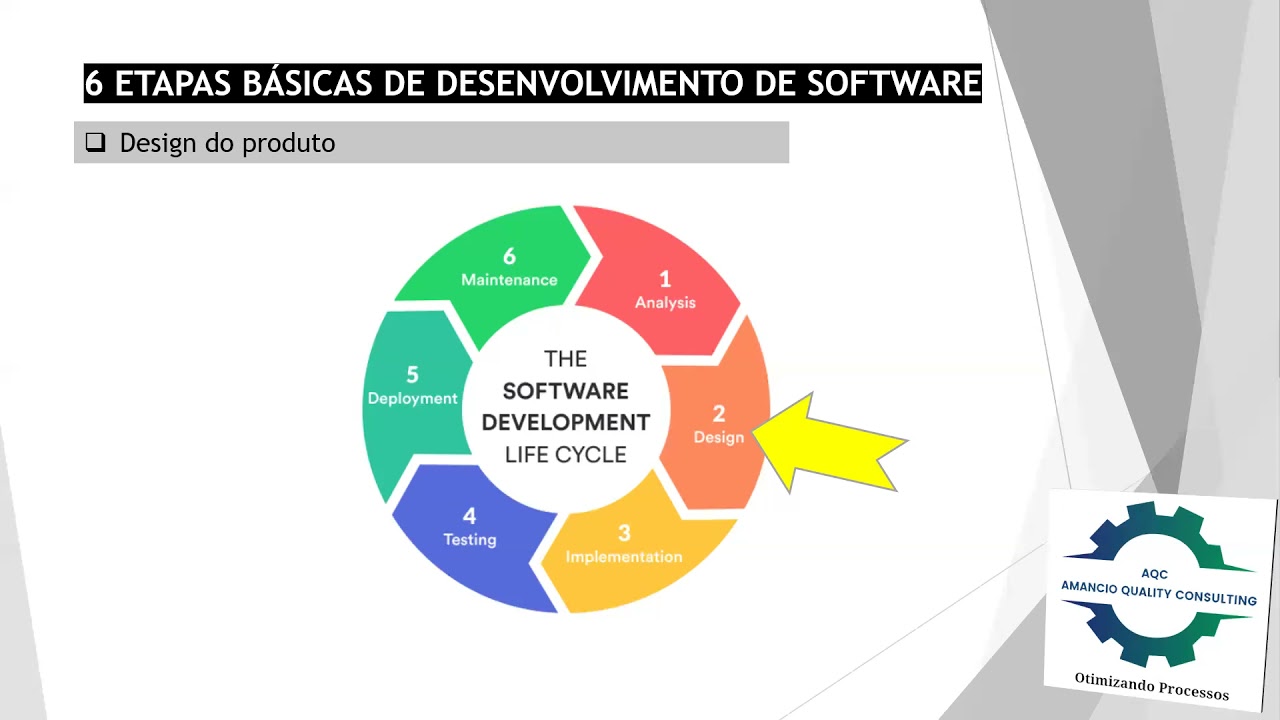 6 ETAPAS BÁSICAS DE DESENVOLVIMENTO DE SOFTWARE
Design do produto
6
Maintenance
1
Analysis
5
Deployment
THE
SOFTWARE
DEVELOPMENT
LIFE CYCLE
2
Design
4
Testing
3
Implementation
AQC
AMANCIO QUALITY CONSULTING
Otimizando Processos